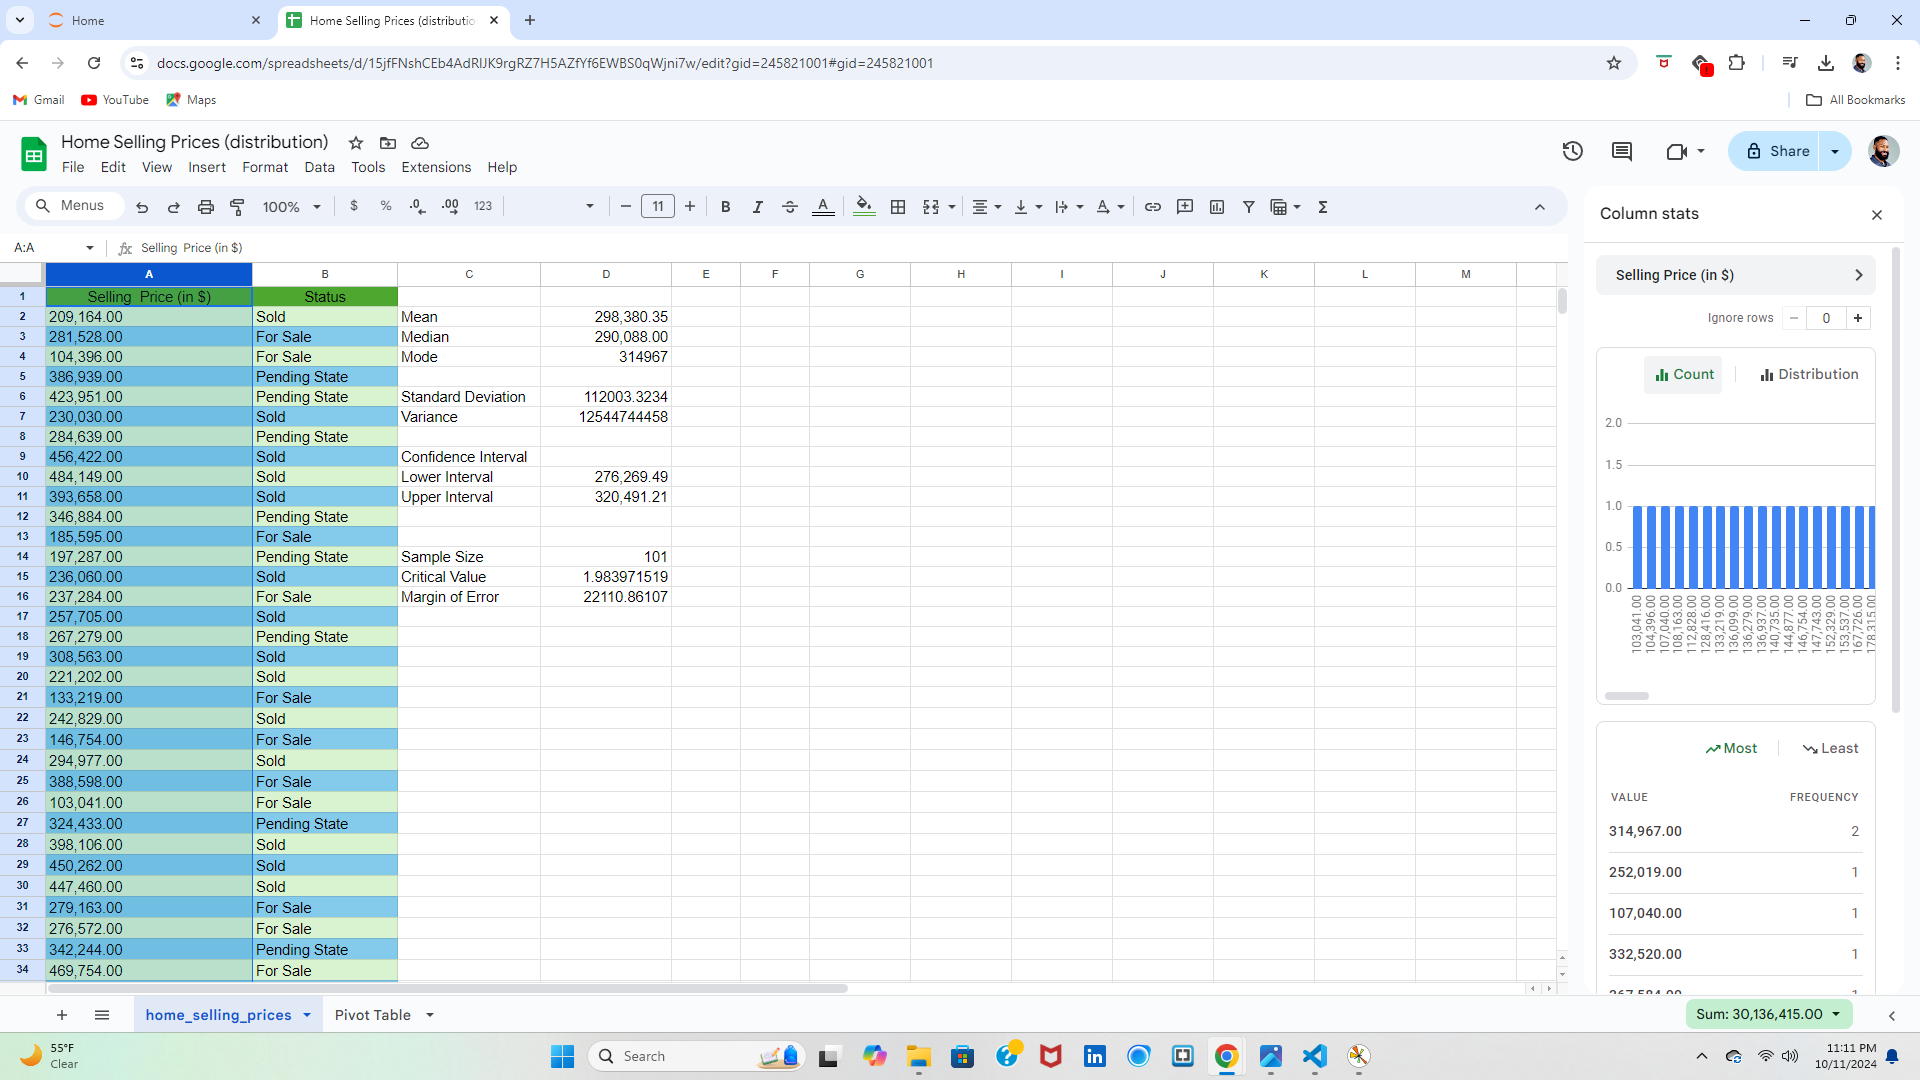 Home
Home Selling Prices (distributio
docs.google.com/spreadsheets/d/15jfFNshCEb4AdRlJK9rgRZ7H5AZfYf6EWBS0qWjni7w/edit?gid=245821001#gid=245821001
Gmail YouTube Maps All Bookmarks
Home Selling Prices (distribution)
File Edit View Insert Format Data Tools Extensions Help
Share
Menus 100% $ % .0 .00 123 11 B I A
Column stats
A:A fx Selling Price (in $)
A B C D E F G H I J K L M
1 Selling Price (in $) Status
2 209,164.00 Sold Mean 298,380.35
3 281,528.00 For Sale Median 290,088.00
4 104,396.00 For Sale Mode 314967
5 386,939.00 Pending State
6 423,951.00 Pending State Standard Deviation 112003.3234
7 230,030.00 Sold Variance 12544744458
8 284,639.00 Pending State
9 456,422.00 Sold Confidence Interval
10 484,149.00 Sold Lower Interval 276,269.49
11 393,658.00 Sold Upper Interval 320,491.21
12 346,884.00 Pending State
13 185,595.00 For Sale
14 197,287.00 Pending State Sample Size 101
15 236,060.00 Sold Critical Value 1.983971519
16 237,284.00 For Sale Margin of Error 22110.86107
17 257,705.00 Sold
18 267,279.00 Pending State
19 308,563.00 Sold
20 221,202.00 Sold
21 133,219.00 For Sale
22 242,829.00 Sold
23 146,754.00 For Sale
24 294,977.00 Sold
25 388,598.00 For Sale
26 103,041.00 For Sale
27 324,433.00 Pending State
28 398,106.00 Sold
29 450,262.00 Sold
30 447,460.00 Sold
31 279,163.00 For Sale
32 276,572.00 For Sale
33 342,244.00 Pending State
34 469,754.00 For Sale
Selling Price (in $)
Ignore rows 0
Count Distribution
2.0
1.5
1.0
0.5
0.0
103,041.00
104,396.00
107,040.00
108,163.00
112,828.00
128,416.00
133,219.00
136,099.00
136,279.00
136,937.00
140,735.00
144,877.00
146,754.00
147,743.00
152,329.00
153,537.00
167,726.00
178,315.00
Most Least
VALUE FREQUENCY
314,967.00 2
252,019.00 1
107,040.00 1
332,520.00 1
home_selling_prices Pivot Table
Sum: 30,136,415.00
55°F
Clear
Search
11:11 PM
10/11/2024